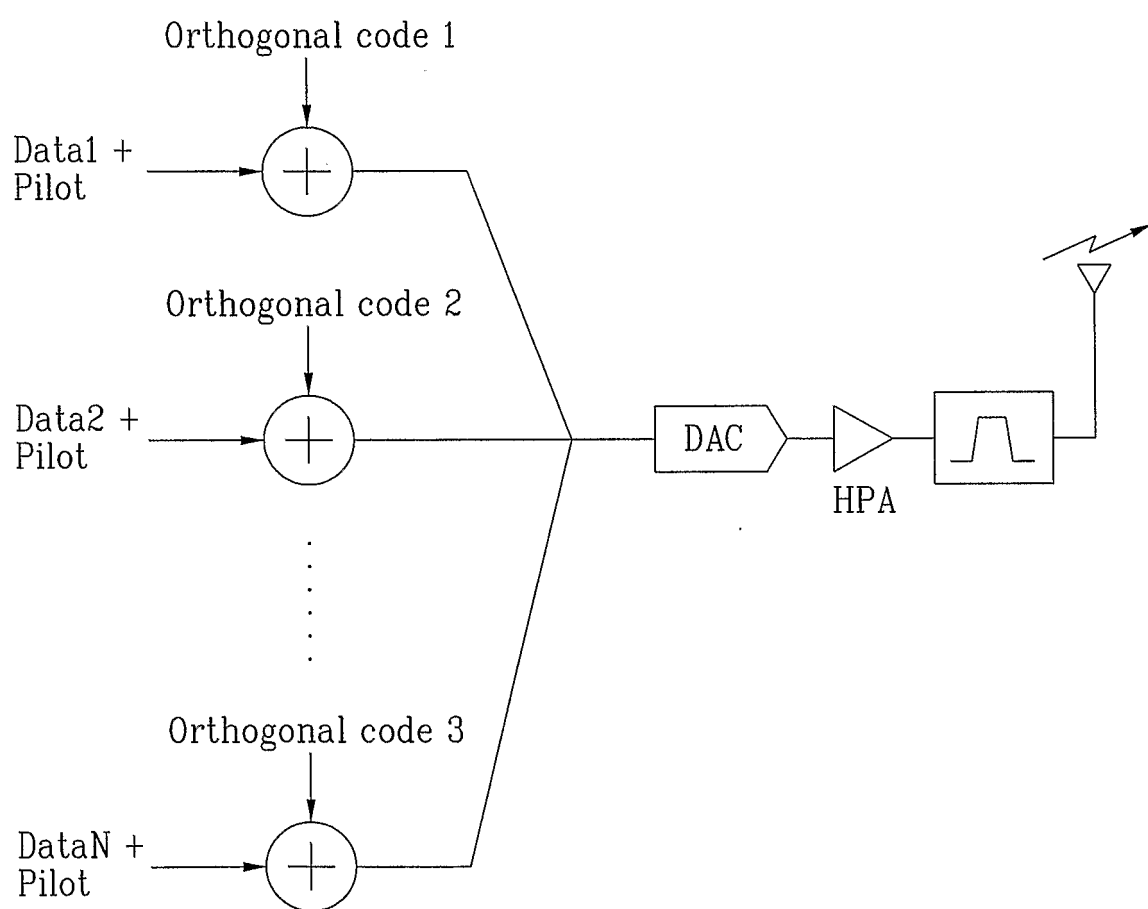 Orthogonal code 1
Data1 +
Pilot
Orthogonal code 2
Data2 +
Pilot
DAC
HPA
Orthogonal code 3
DataN +
Pilot